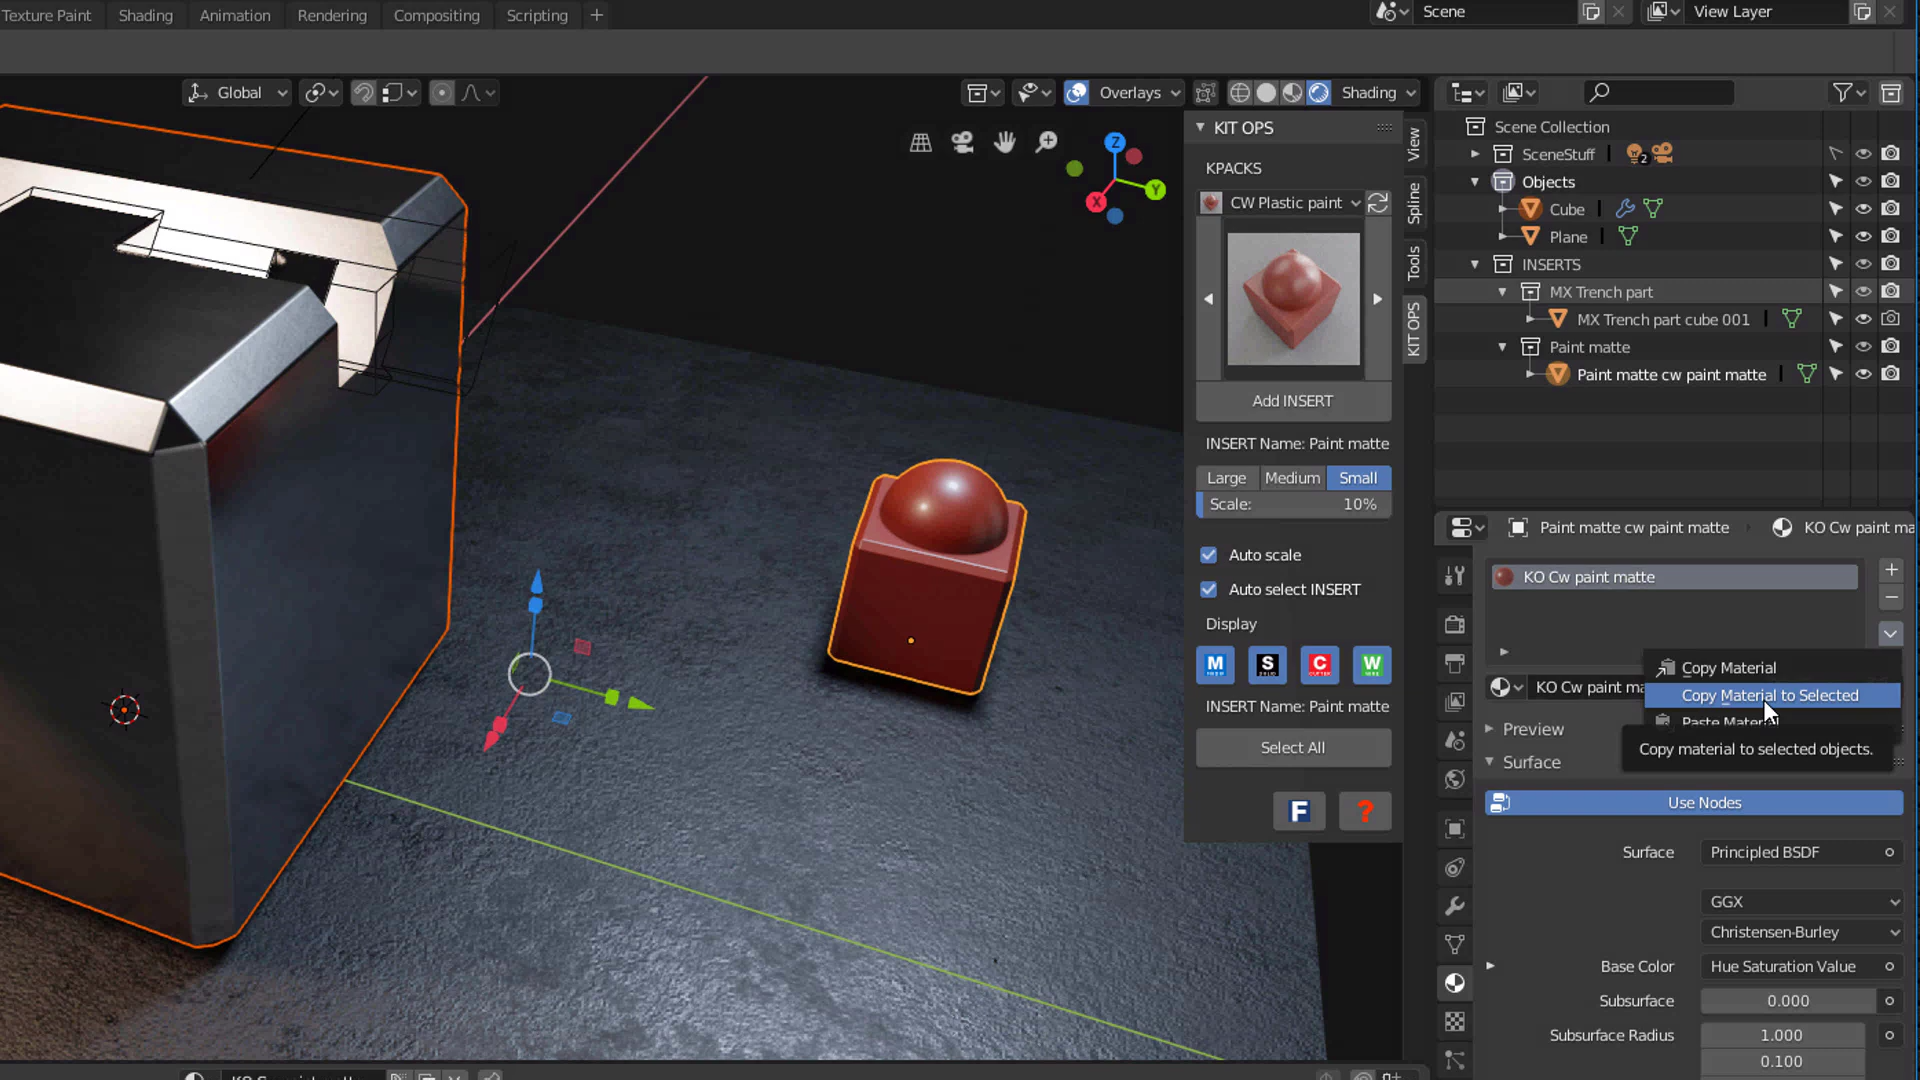 Texture Paint Shading Animation Rendering Compositing Scripting +
Scene View Layer
Global Overlays Shading
KIT OPS
KPACKS
CW Plastic paint
Add INSERT
INSERT Name: Paint matte
Large Medium Small
Scale: 10%
Auto scale
Auto select INSERT
Display
M S C W
SOLID
INSERT Name: Paint matte
Select All
F ?
Z
Y
X
View
Spline
Tools
KIT OPS
Scene Collection
SceneStuff 2
Objects
Cube
Plane
INSERTS
MX Trench part
MX Trench part cube 001
Paint matte
Paint matte cw paint matte
Paint matte cw paint matte KO Cw paint ma
KO Cw paint matte
Copy Material
KO Cw paint ma
Copy Material to Selected
Paste Material
Copy material to selected objects.
Preview
Surface
Use Nodes
Surface Principled BSDF
GGX
Christensen-Burley
Base Color Hue Saturation Value
Subsurface 0.000
Subsurface Radius 1.000
0.100